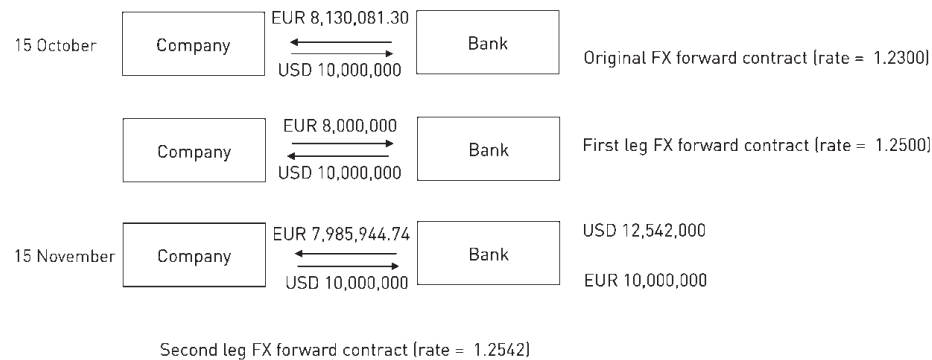 EUR 8,130,081.30
15 October
Company
Bank
USD 10,000,000
Original FX forward contract (rate = 1.2300)
EUR 8,000,000
Company
Bank
USD 10,000,000
First leg FX forward contract (rate = 1.2500)
EUR 7,985,944.74
15 November
Company
Bank
USD 10,000,000
USD 12,542,000
EUR 10,000,000
Second leg FX forward contract (rate = 1.2542)